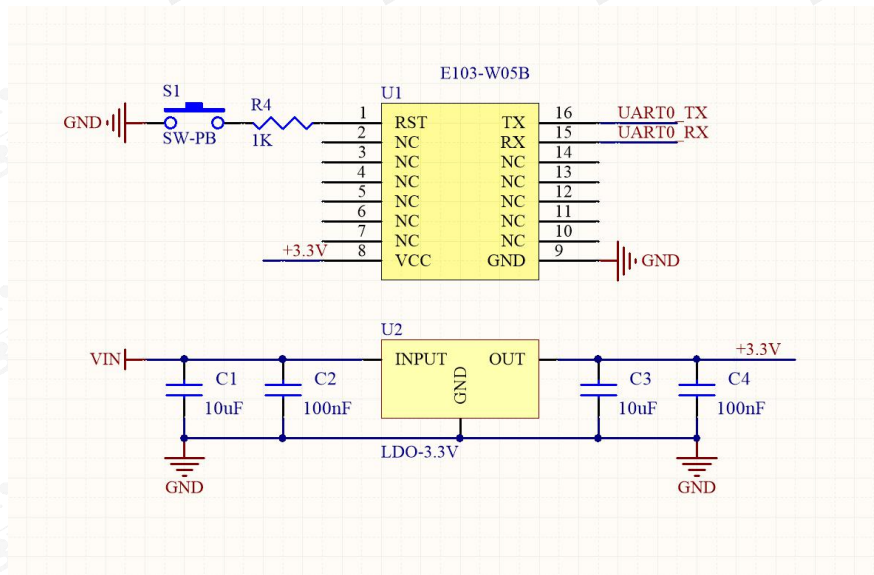 E103-W05B
S1
R4
U1
GND
SW-PB
1K
1 RST TX 16 UART0_TX
2 NC RX 15 UART0_RX
3 NC NC 14
4 NC NC 13
5 NC NC 12
6 NC NC 11
7 NC NC 10
+3.3V 8 VCC GND 9 GND
U2
VIN INPUT OUT +3.3V
GND
C1 C2 C3 C4
10uF 100nF 10uF 100nF
LDO-3.3V
GND GND